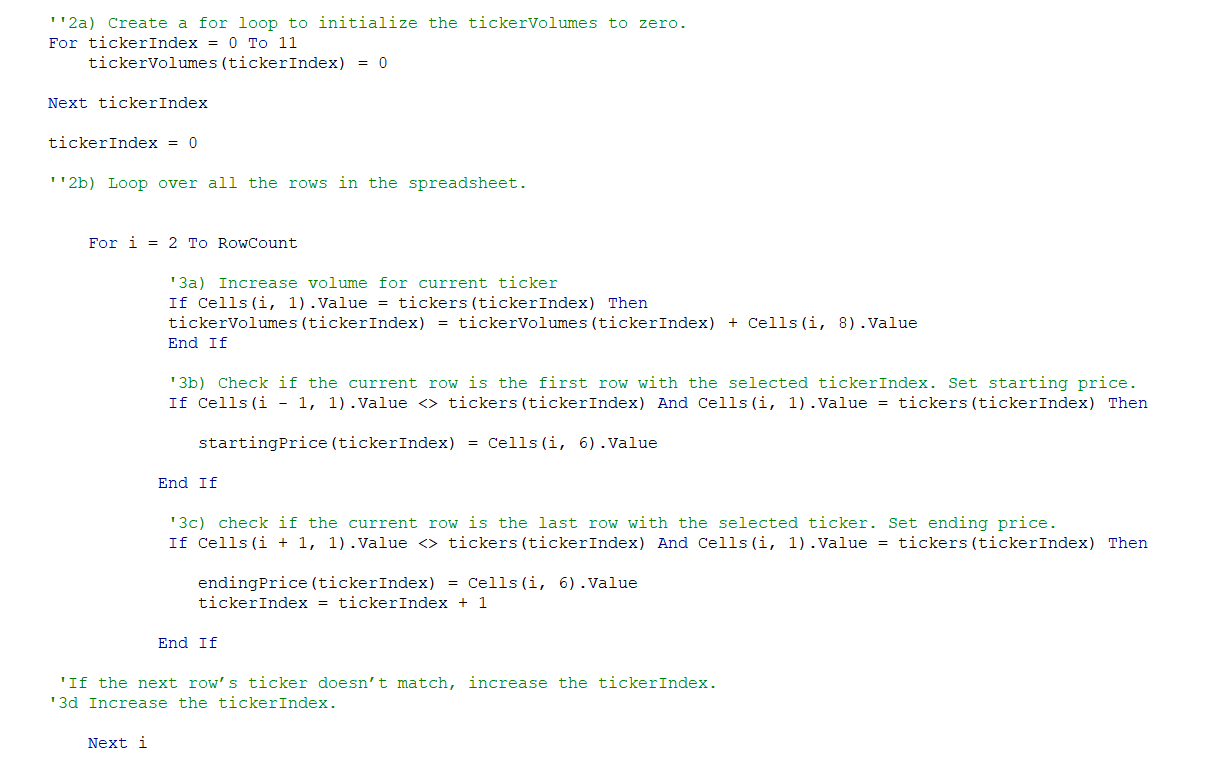 ''2a) Create a for loop to initialize the tickerVolumes to zero.
For tickerIndex = 0 To 11
tickerVolumes(tickerIndex) = 0
Next tickerIndex
tickerIndex = 0
''2b) Loop over all the rows in the spreadsheet.
For i = 2 To RowCount
'3a) Increase volume for current ticker
If Cells(i, 1).Value = tickers(tickerIndex) Then
tickerVolumes(tickerIndex) = tickerVolumes(tickerIndex) + Cells(i, 8).Value
End If
'3b) Check if the current row is the first row with the selected tickerIndex. Set starting price.
If Cells(i - 1, 1).Value <> tickers(tickerIndex) And Cells(i, 1).Value = tickers(tickerIndex) Then
startingPrice(tickerIndex) = Cells(i, 6).Value
End If
'3c) check if the current row is the last row with the selected ticker. Set ending price.
If Cells(i + 1, 1).Value <> tickers(tickerIndex) And Cells(i, 1).Value = tickers(tickerIndex) Then
endingPrice(tickerIndex) = Cells(i, 6).Value
tickerIndex = tickerIndex + 1
End If
'If the next row’s ticker doesn’t match, increase the tickerIndex.
'3d Increase the tickerIndex.
Next i